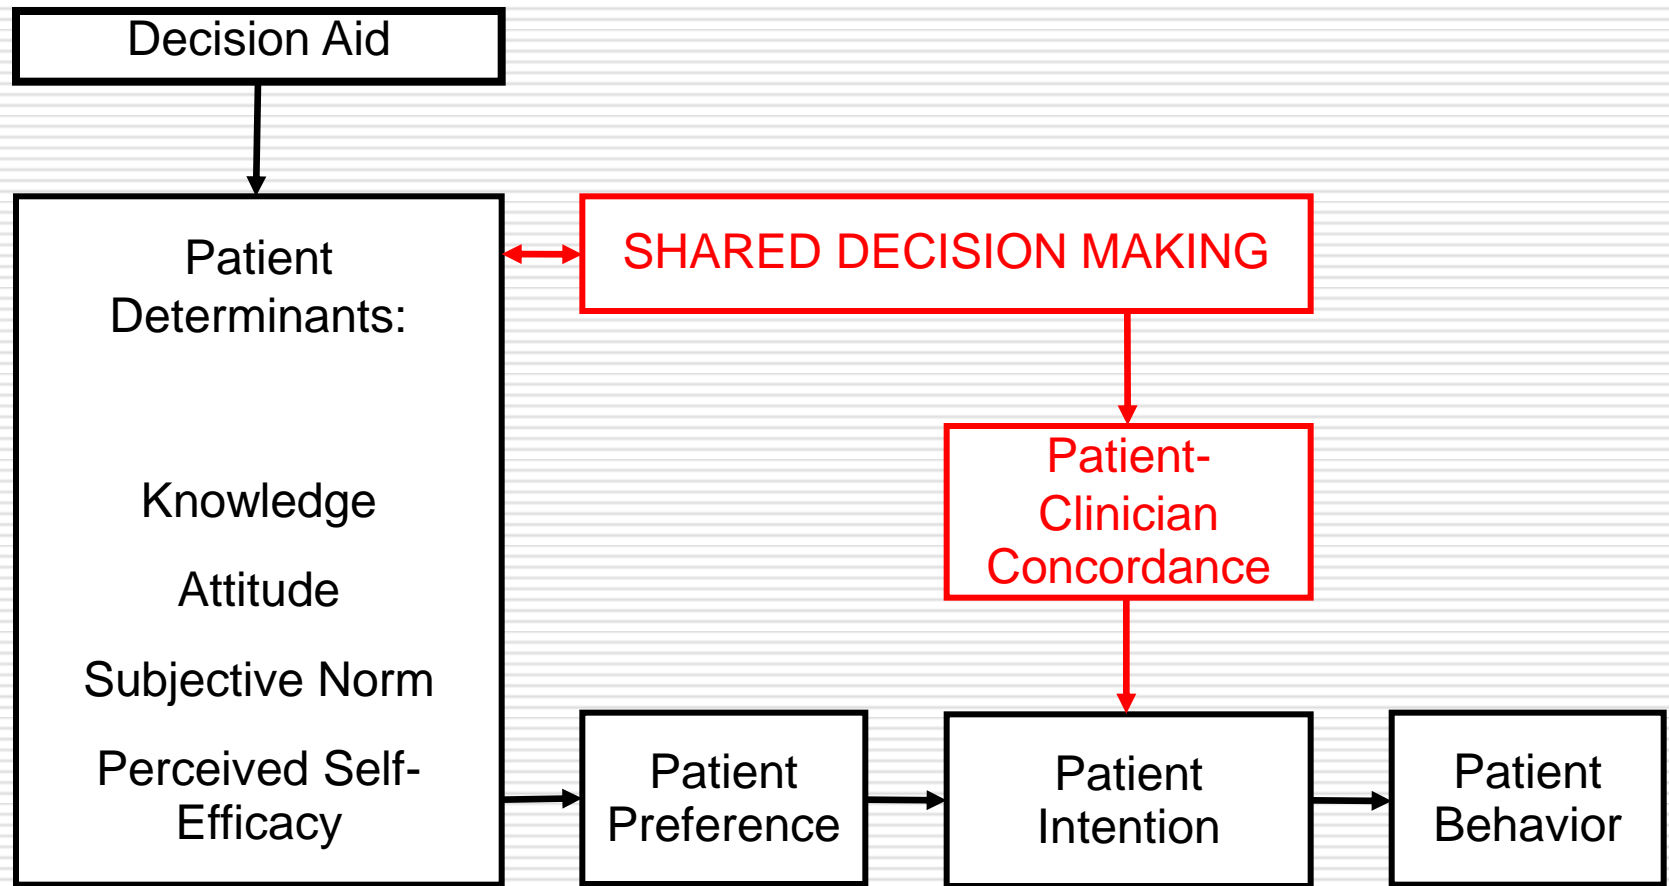 Decision Aid
Patient
Determinants:
Knowledge
Attitude
Subjective Norm
Perceived Self-
Efficacy
SHARED DECISION MAKING
Patient-
Clinician
Concordance
Patient
Preference
Patient
Intention
Patient
Behavior